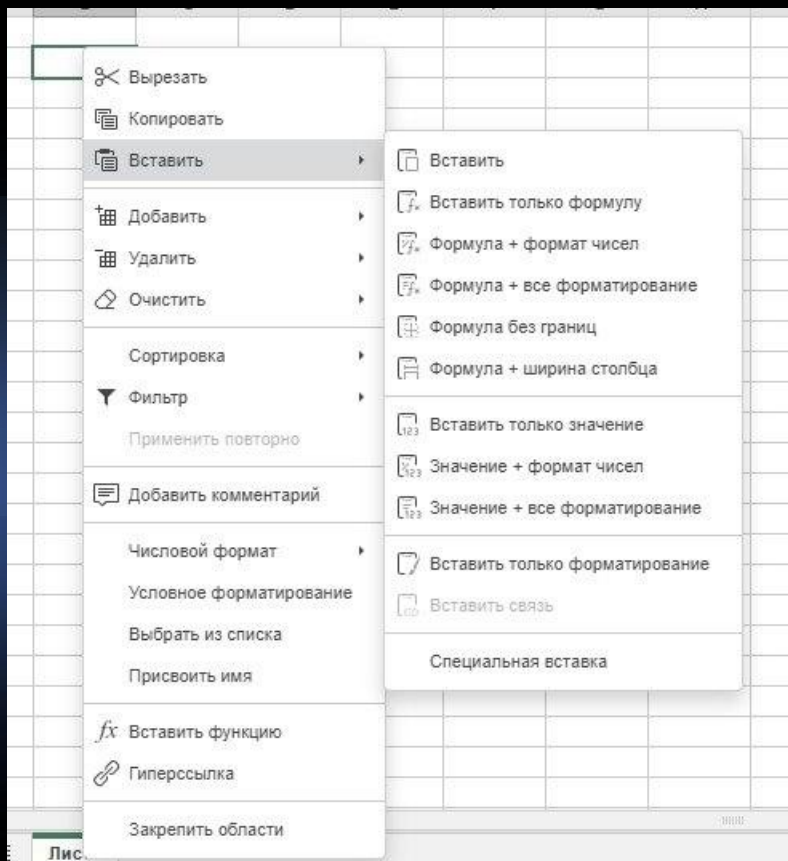 Вырезать
Копировать
Вставить
Добавить
Удалить
Очистить
Сортировка
Фильтр
Применить повторно
Добавить комментарий
Числовой формат
Условное форматирование
Выбрать из списка
Присвоить имя
fx Вставить функцию
Гиперссылка
Закрепить области
Вставить
Вставить только формулу
Формула + формат чисел
Формула + все форматирование
Формула без границ
Формула + ширина столбца
Вставить только значение
Значение + формат чисел
Значение + все форматирование
Вставить только форматирование
Вставить связь
Специальная вставка
Лис